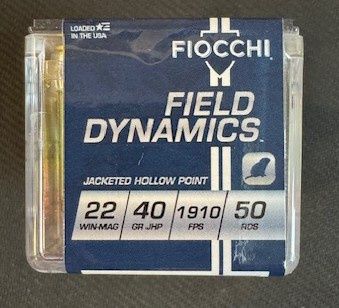 LOADED
IN THE USA
FIOCCHI
FIELD
DYNAMICS
JACKETED HOLLOW POINT
22 40 1910 50
WIN-MAG GR JHP FPS RDS